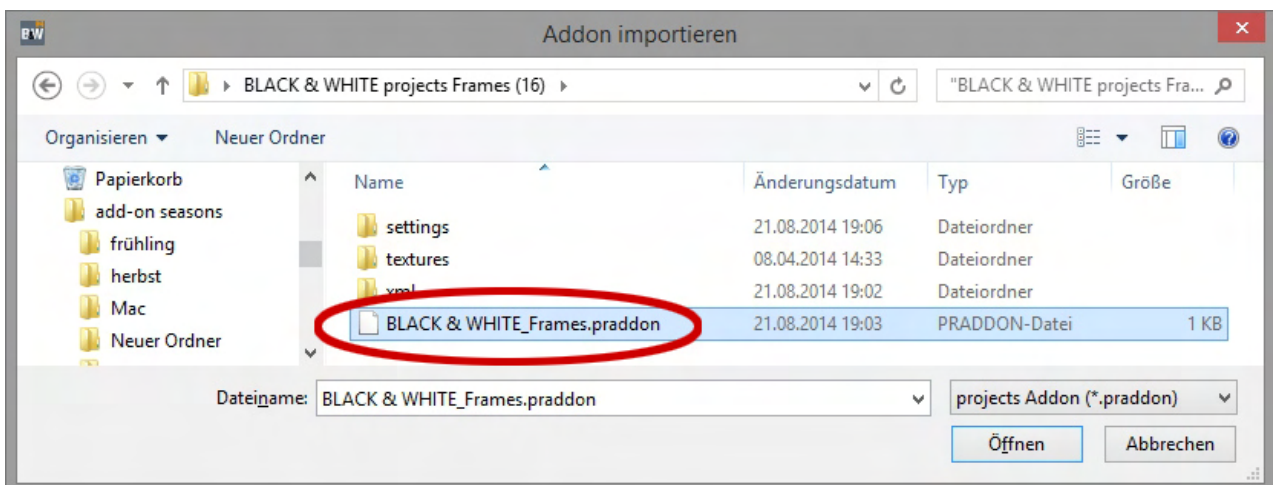 B&W Addon importieren
BLACK & WHITE projects Frames (16) "BLACK & WHITE projects Fra...
Organisieren Neuer Ordner
Papierkorb
add-on seasons
frühling
herbst
Mac
Neuer Ordner
Name Änderungsdatum Typ Größe
settings 21.08.2014 19:06 Dateiordner
textures 08.04.2014 14:33 Dateiordner
xml 21.08.2014 19:02 Dateiordner
BLACK & WHITE_Frames.praddon 21.08.2014 19:03 PRADDON-Datei 1 KB
Dateiname: BLACK & WHITE_Frames.praddon projects Addon (*.praddon)
Öffnen Abbrechen